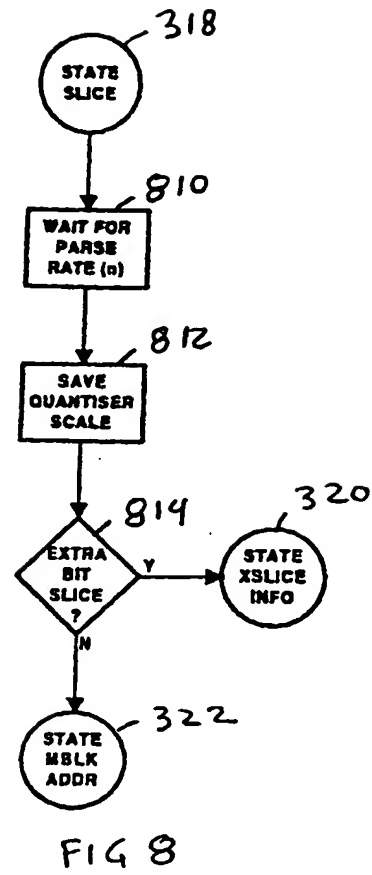 318
STATE
SLICE
810
WAIT FOR
PARSE
RATE (n)
812
SAVE
QUANTISER
SCALE
814
EXTRA
BIT
SLICE
?
Y
N
320
STATE
XSLICE
INFO
322
STATE
MBLK
ADDR
FIG 8